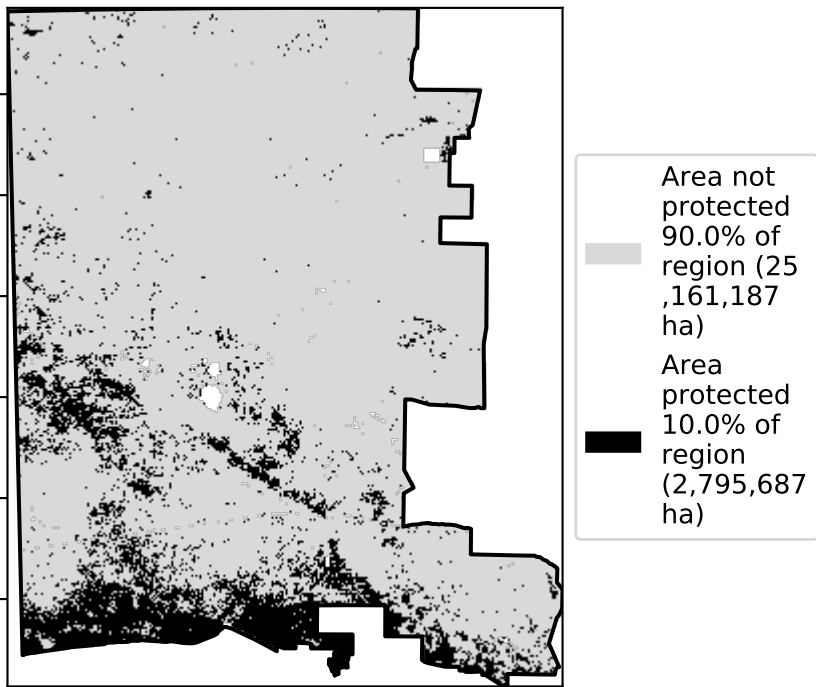 Area not
protected
90.0% of
region (25
,161,187
ha)
Area
protected
10.0% of
region
(2,795,687
ha)